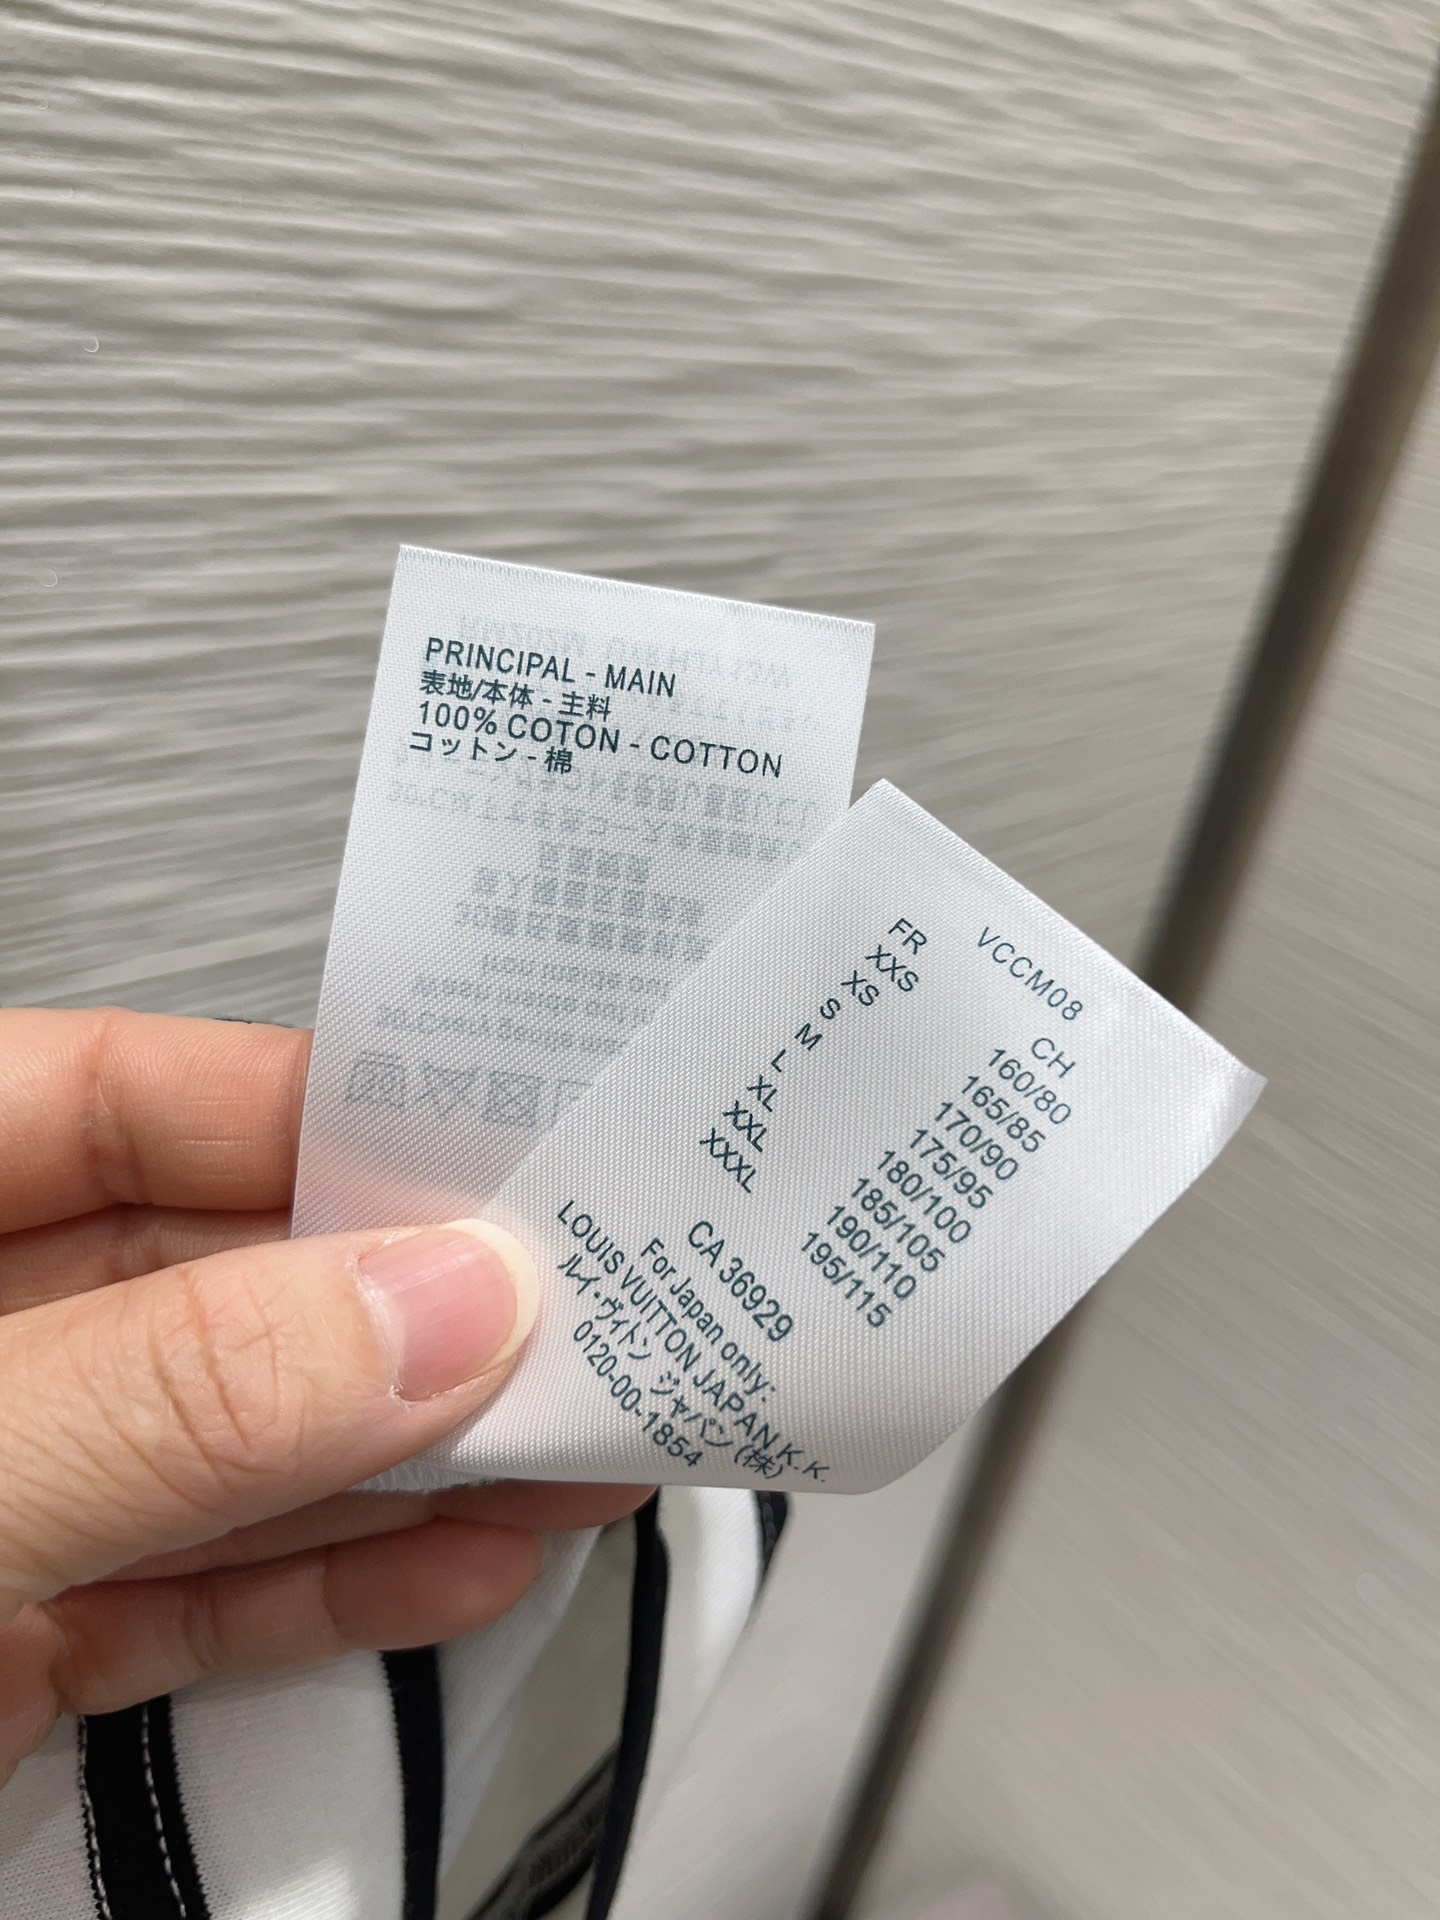 PRINCIPAL - MAIN
表地/本体 - 主料
100% COTON - COTTON
コットン - 棉
VCCM08
FR CH
XXS 160/80
XS 165/85
S 170/90
M 175/95
L 180/100
XL 185/105
XXL 190/110
XXXL 195/115
CA 36929
For Japan only:
LOUIS VUITTON JAPAN K.K.
ルイ・ヴィトン ジャパン (株)
0120-00-1854